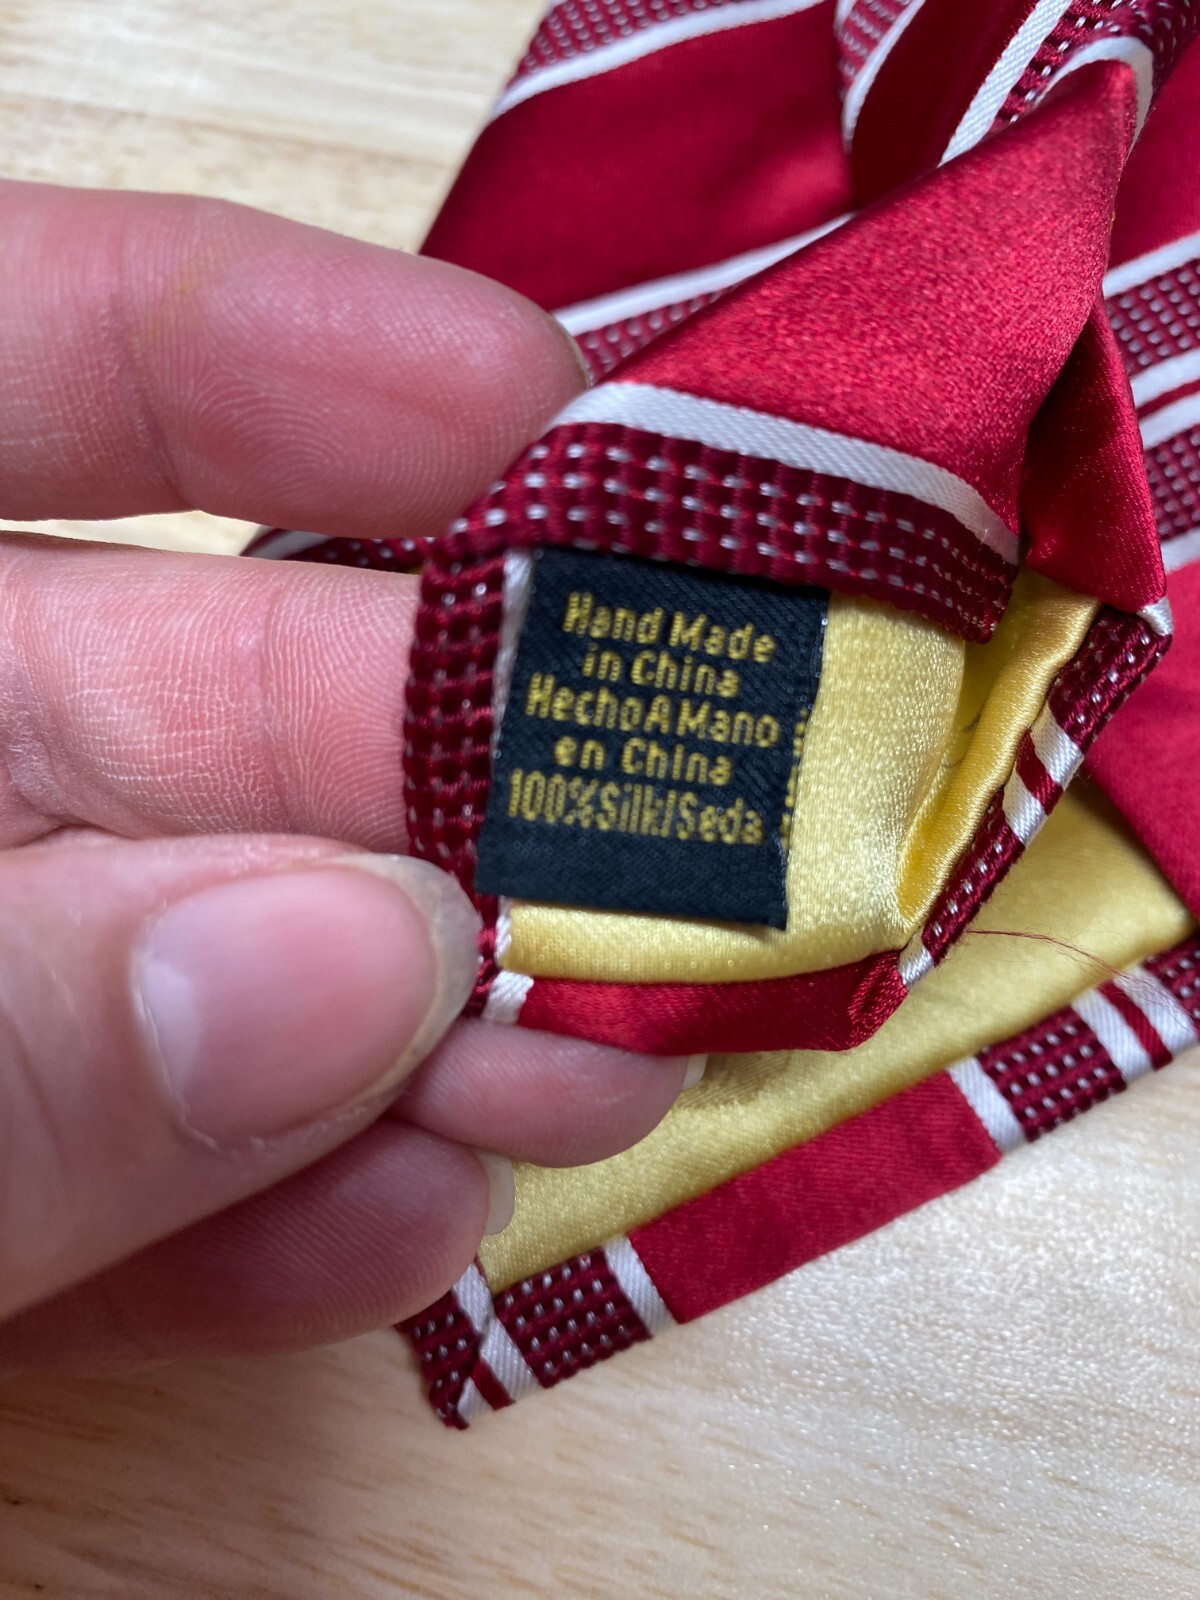 Hand Made
in China
Hecho A Mano
en China
100%Silk/Seda